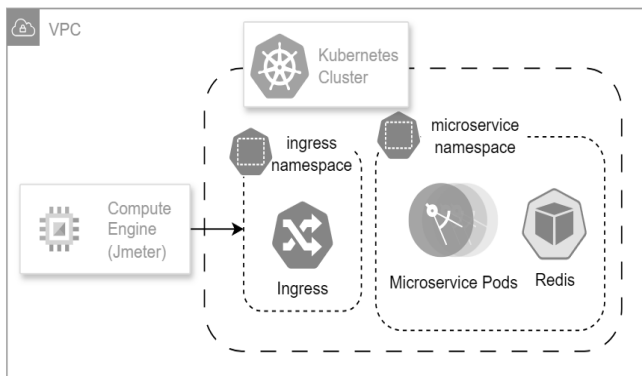 VPC
Kubernetes
Cluster
ingress
namespace
microservice
namespace
Compute
Engine
(Jmeter)
Ingress
Microservice Pods
Redis